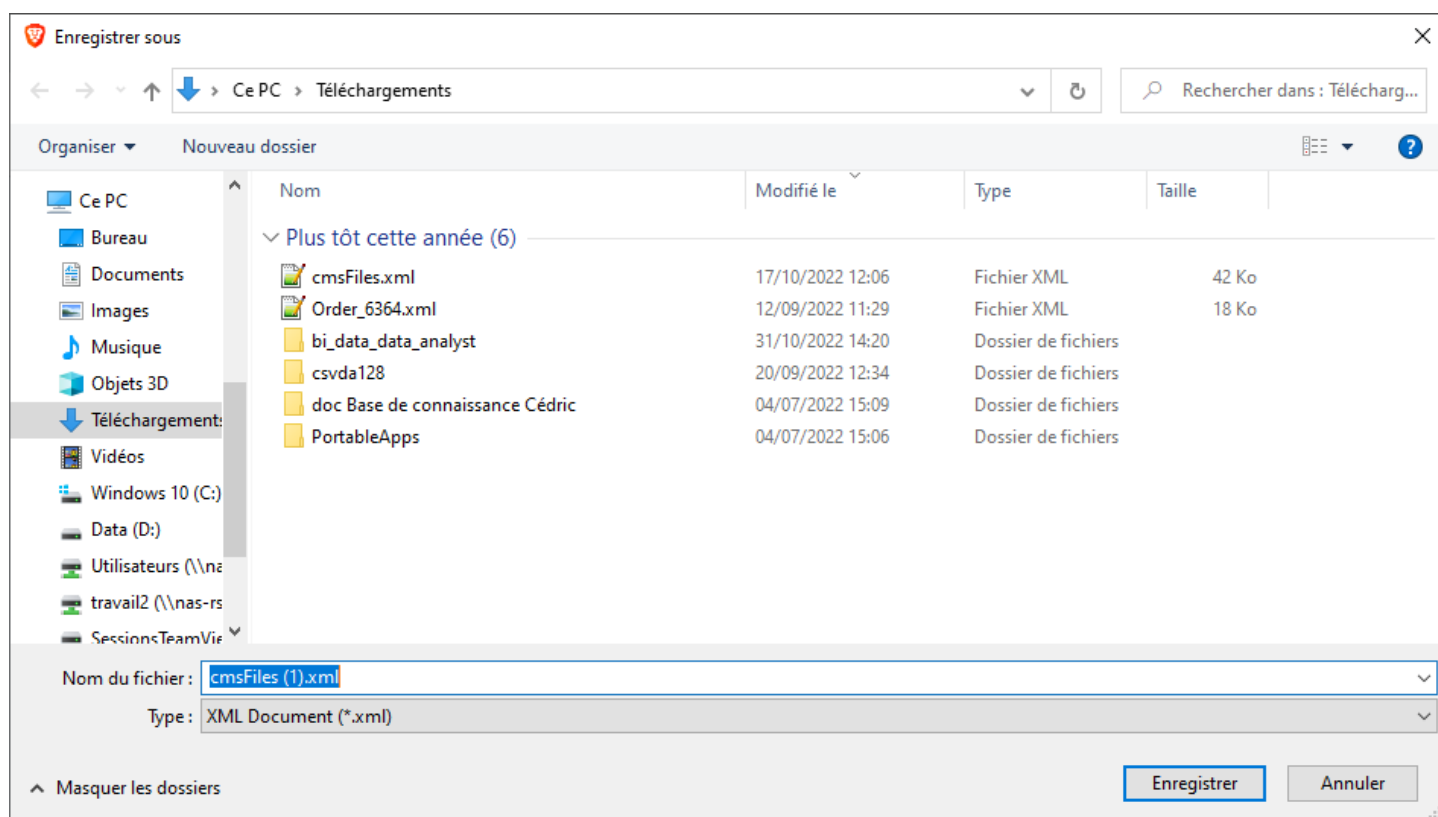 Enregistrer sous
Ce PC > Téléchargements
Rechercher dans : Télécharg...
Organiser
Nouveau dossier
Nom Modifié le Type Taille
Ce PC
Bureau
Documents
Images
Musique
Objets 3D
Téléchargements
Vidéos
Windows 10 (C:)
Data (D:)
Utilisateurs (\\na
travail2 (\\nas-rs
SessionsTeamVie
Plus tôt cette année (6)
cmsFiles.xml 17/10/2022 12:06 Fichier XML 42 Ko
Order_6364.xml 12/09/2022 11:29 Fichier XML 18 Ko
bi_data_data_analyst 31/10/2022 14:20 Dossier de fichiers
csvda128 20/09/2022 12:34 Dossier de fichiers
doc Base de connaissance Cédric 04/07/2022 15:09 Dossier de fichiers
PortableApps 04/07/2022 15:06 Dossier de fichiers
Nom du fichier : cmsFiles (1).xml
Type : XML Document (*.xml)
Masquer les dossiers
Enregistrer
Annuler